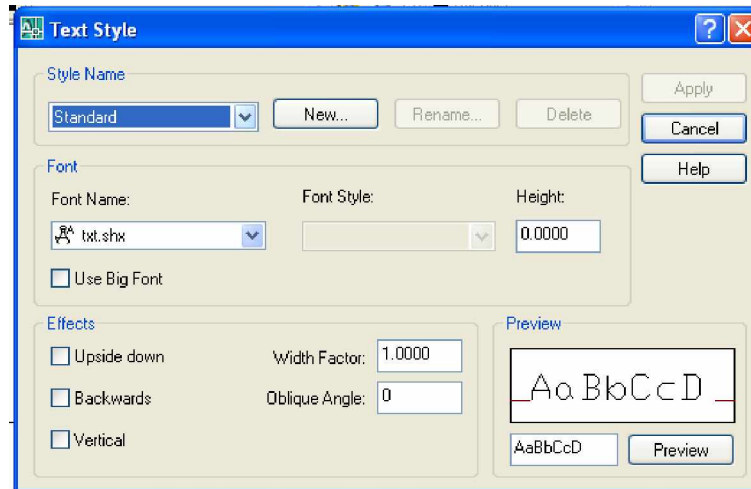 Text Style
Style Name
Standard
New...
Rename...
Delete
Apply
Cancel
Help
Font
Font Name:
Font Style:
Height:
txt.shx
0.0000
Use Big Font
Effects
Upside down
Width Factor: 1.0000
Backwards
Oblique Angle: 0
Vertical
Preview
AaBbCcD
AaBbCcD
Preview